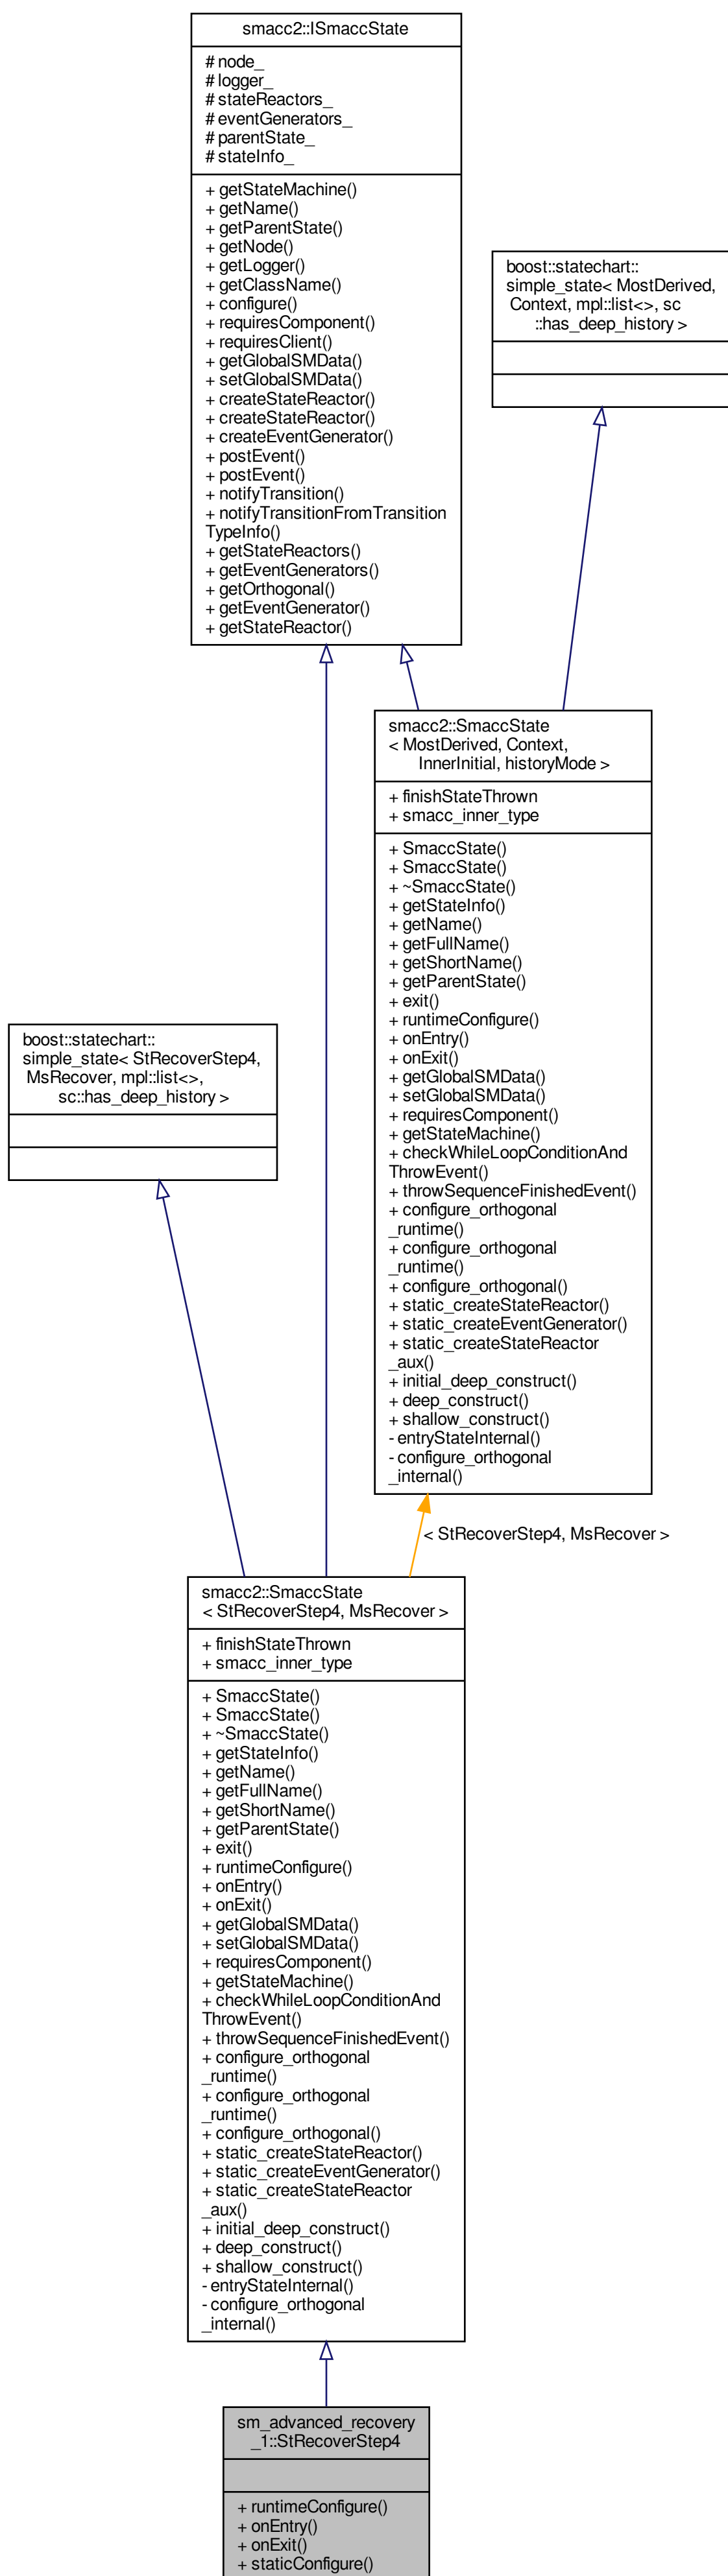 smacc2::ISmaccState
# node_
# logger_
# stateReactors_
# eventGenerators_
# parentState_
# stateInfo_
+ getStateMachine()
+ getName()
+ getParentState()
+ getNode()
+ getLogger()
+ getClassName()
+ configure()
+ requiresComponent()
+ requiresClient()
+ getGlobalSMData()
+ setGlobalSMData()
+ createStateReactor()
+ createStateReactor()
+ createEventGenerator()
+ postEvent()
+ postEvent()
+ notifyTransition()
+ notifyTransitionFromTransition
TypeInfo()
+ getStateReactors()
+ getEventGenerators()
+ getOrthogonal()
+ getEventGenerator()
+ getStateReactor()
boost::statechart::
simple_state< MostDerived,
Context, mpl::list<>, sc
::has_deep_history >
smacc2::SmaccState
< MostDerived, Context,
InnerInitial, historyMode >
+ finishStateThrown
+ smacc_inner_type
+ SmaccState()
+ SmaccState()
+ ~SmaccState()
+ getStateInfo()
+ getName()
+ getFullName()
+ getShortName()
+ getParentState()
+ exit()
+ runtimeConfigure()
+ onEntry()
+ onExit()
+ getGlobalSMData()
+ setGlobalSMData()
+ requiresComponent()
+ getStateMachine()
+ checkWhileLoopConditionAnd
ThrowEvent()
+ throwSequenceFinishedEvent()
+ configure_orthogonal
_runtime()
+ configure_orthogonal
_runtime()
+ configure_orthogonal()
+ static_createStateReactor()
+ static_createEventGenerator()
+ static_createStateReactor
_aux()
+ initial_deep_construct()
+ deep_construct()
+ shallow_construct()
- entryStateInternal()
- configure_orthogonal
_internal()
boost::statechart::
simple_state< StRecoverStep4,
MsRecover, mpl::list<>,
sc::has_deep_history >
< StRecoverStep4, MsRecover >
smacc2::SmaccState
< StRecoverStep4, MsRecover >
+ finishStateThrown
+ smacc_inner_type
+ SmaccState()
+ SmaccState()
+ ~SmaccState()
+ getStateInfo()
+ getName()
+ getFullName()
+ getShortName()
+ getParentState()
+ exit()
+ runtimeConfigure()
+ onEntry()
+ onExit()
+ getGlobalSMData()
+ setGlobalSMData()
+ requiresComponent()
+ getStateMachine()
+ checkWhileLoopConditionAnd
ThrowEvent()
+ throwSequenceFinishedEvent()
+ configure_orthogonal
_runtime()
+ configure_orthogonal
_runtime()
+ configure_orthogonal()
+ static_createStateReactor()
+ static_createEventGenerator()
+ static_createStateReactor
_aux()
+ initial_deep_construct()
+ deep_construct()
+ shallow_construct()
- entryStateInternal()
- configure_orthogonal
_internal()
sm_advanced_recovery
_1::StRecoverStep4
+ runtimeConfigure()
+ onEntry()
+ onExit()
+ staticConfigure()